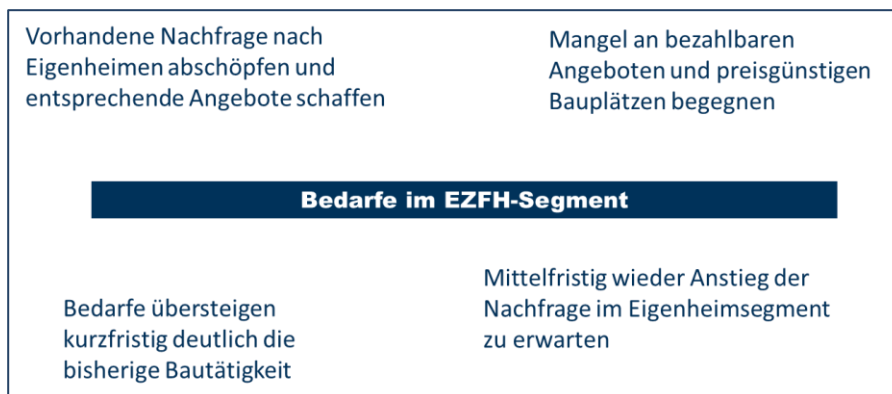 Vorhandene Nachfrage nach
Eigenheimen abschöpfen und
entsprechende Angebote schaffen
Mangel an bezahlbaren
Angeboten und preisgünstigen
Bauplätzen begegnen
Bedarfe im EZFH-Segment
Bedarfe übersteigen
kurzfristig deutlich die
bisherige Bautätigkeit
Mittelfristig wieder Anstieg der
Nachfrage im Eigenheimsegment
zu erwarten